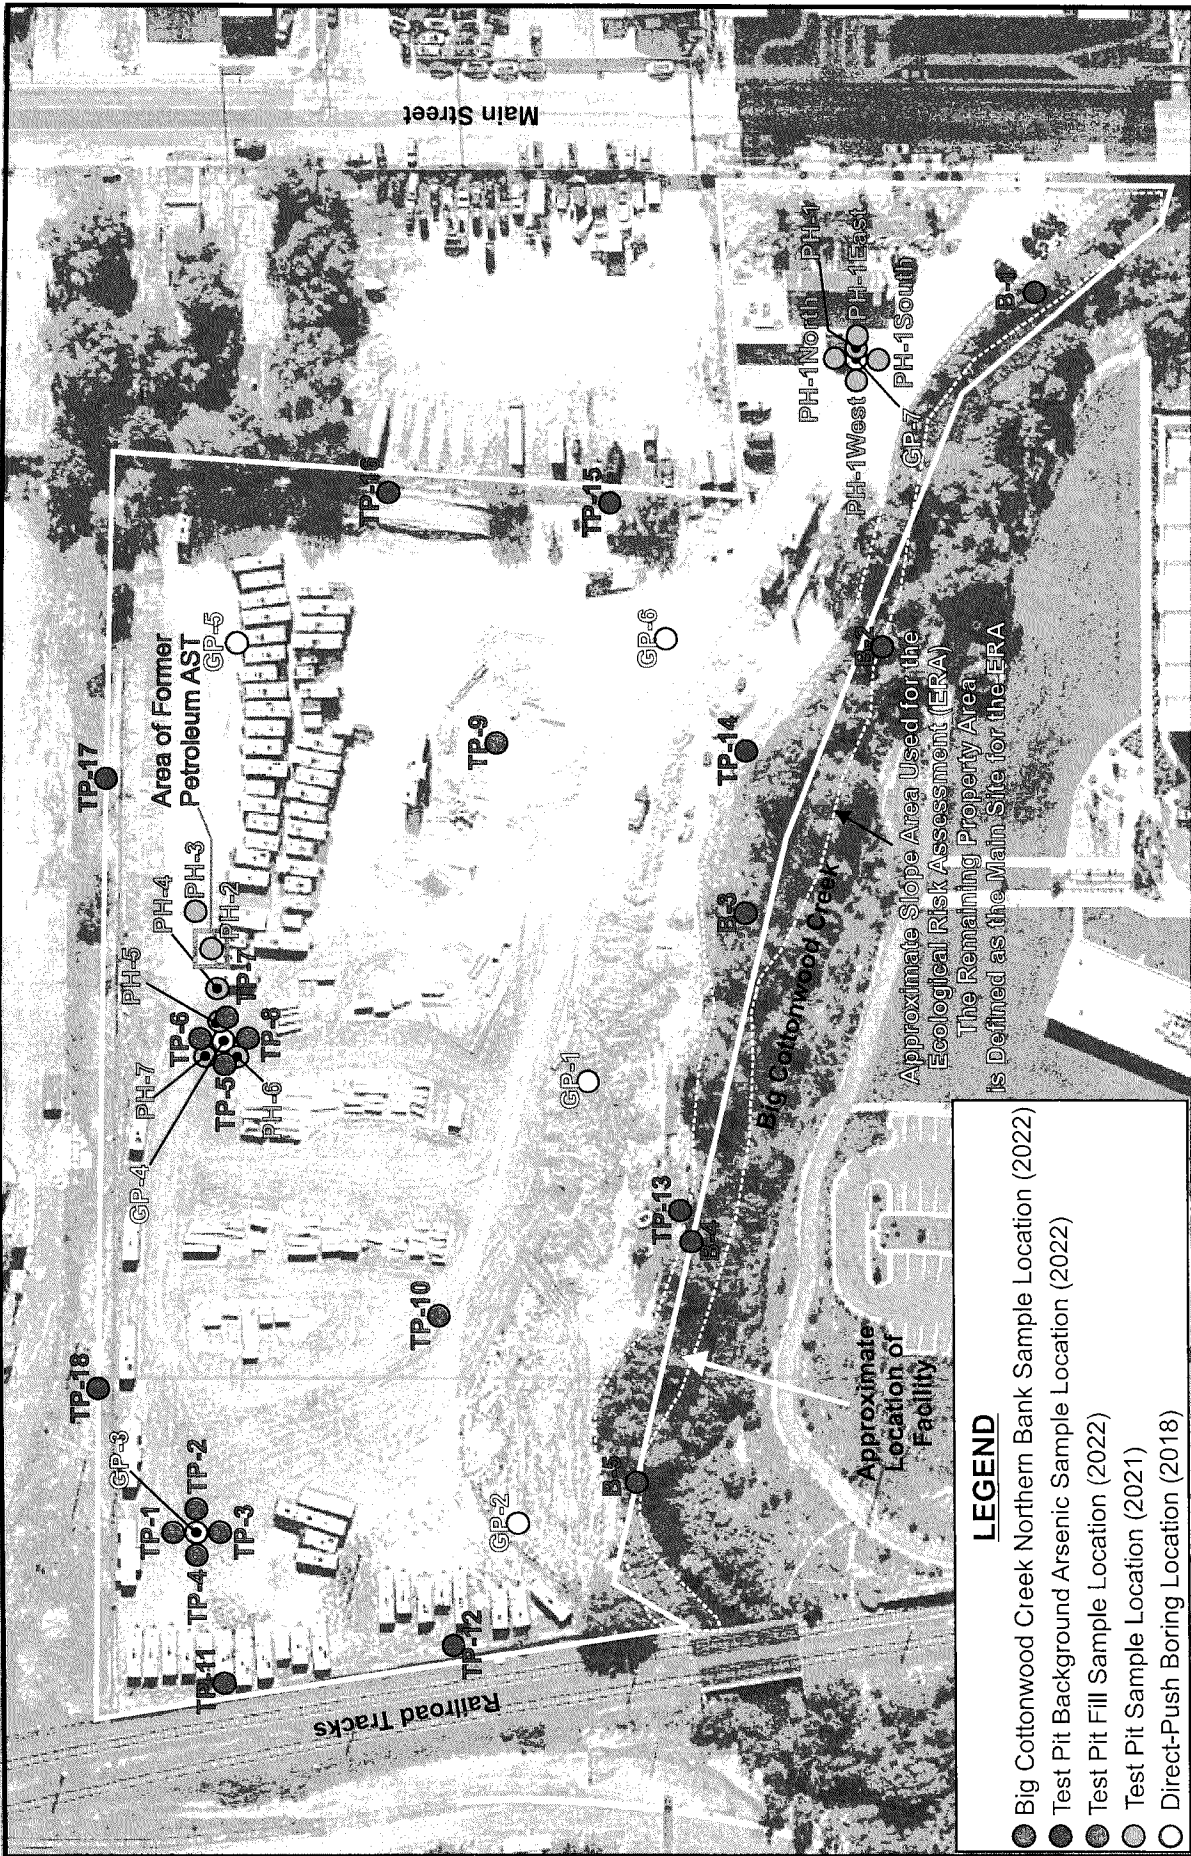 Main Street
TP-17
TP-18
Area of Former
Petroleum AST
GP-5
PH-3
PH-4
PH-2
PH-5
TP-7
TP-6
TP-8
PH-7
TP-5
PH-6
GP-4
GP-3
TP-1
TP-2
TP-3
TP-4
TP-11
TP-12
Railroad Tracks
TP-16
TP-15
TP-9
TP-10
GP-6
GP-1
GP-2
TP-14
TP-13
PH-1North
PH-1
PH-1East
PH-1West
PH-1South
GP-7
B-1
B-2
B-3
B-4
B-5
Big Cottonwood Creek
Approximate Slope Area Used for the
Ecological Risk Assessment (ERA)
The Remaining Property Area
is Defined as the Main Site for the ERA
Approximate
Location of
Facility
LEGEND
Big Cottonwood Creek Northern Bank Sample Location (2022)
Test Pit Background Arsenic Sample Location (2022)
Test Pit Fill Sample Location (2022)
Test Pit Sample Location (2021)
Direct-Push Boring Location (2018)